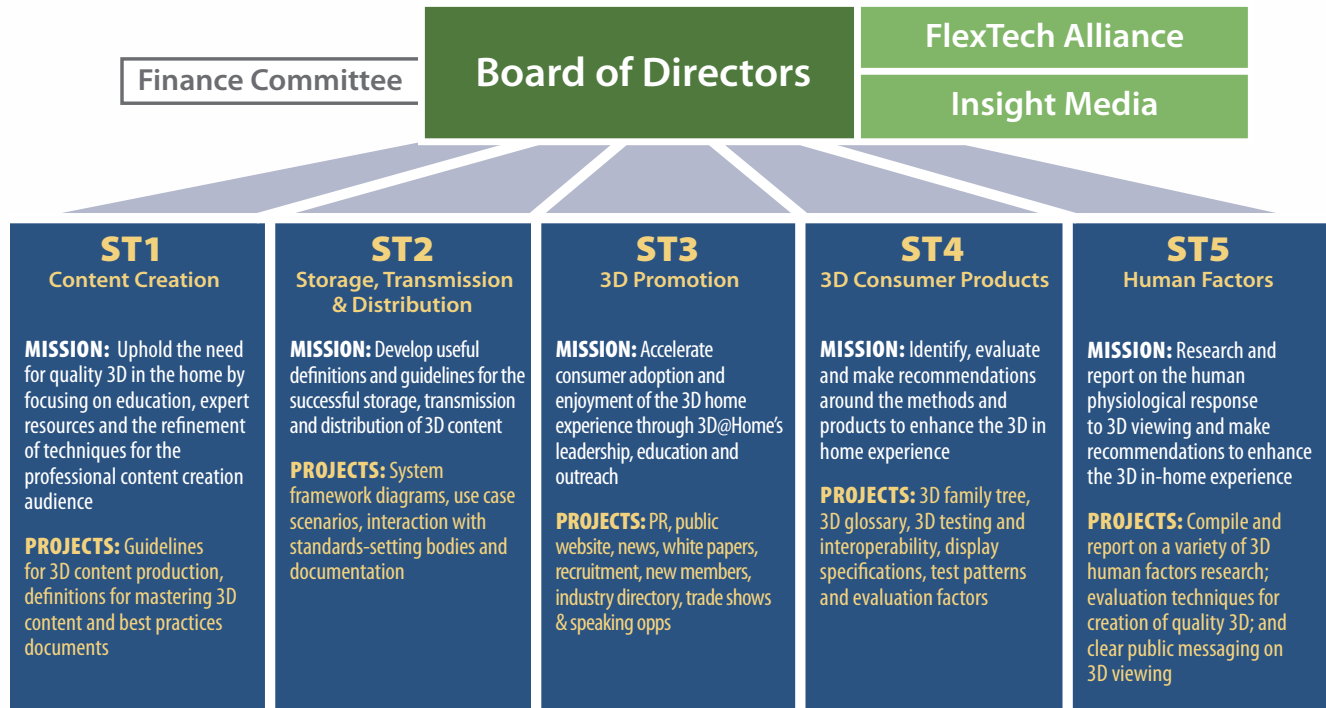 Finance Committee
Board of Directors
FlexTech Alliance
Insight Media
ST1
Content Creation
MISSION: Uphold the need
for quality 3D in the home by
focusing on education, expert
resources and the refinement
of techniques for the
professional content creation
audience
PROJECTS: Guidelines
for 3D content production,
definitions for mastering 3D
content and best practices
documents
ST2
Storage, Transmission
& Distribution
MISSION: Develop useful
definitions and guidelines for the
successful storage, transmission
and distribution of 3D content
PROJECTS: System
framework diagrams, use case
scenarios, interaction with
standards-setting bodies and
documentation
ST3
3D Promotion
MISSION: Accelerate
consumer adoption and
enjoyment of the 3D home
experience through 3D@Home's
leadership, education and
outreach
PROJECTS: PR, public
website, news, white papers,
recruitment, new members,
industry directory, trade shows
& speaking opps
ST4
3D Consumer Products
MISSION: Identify, evaluate
and make recommendations
around the methods and
products to enhance the 3D in
home experience
PROJECTS: 3D family tree,
3D glossary, 3D testing and
interoperability, display
specifications, test patterns
and evaluation factors
ST5
Human Factors
MISSION: Research and
report on the human
physiological response
to 3D viewing and make
recommendations to enhance
the 3D in-home experience
PROJECTS: Compile and
report on a variety of 3D
human factors research;
evaluation techniques for
creation of quality 3D; and
clear public messaging on
3D viewing